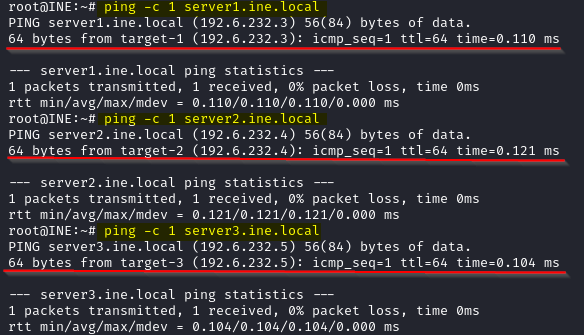 root@INE:~# ping -c 1 server1.ine.local
PING server1.ine.local (192.6.232.3) 56(84) bytes of data.
64 bytes from target-1 (192.6.232.3): icmp_seq=1 ttl=64 time=0.110 ms
--- server1.ine.local ping statistics ---
1 packets transmitted, 1 received, 0% packet loss, time 0ms
rtt min/avg/max/mdev = 0.110/0.110/0.110/0.000 ms
root@INE:~# ping -c 1 server2.ine.local
PING server2.ine.local (192.6.232.4) 56(84) bytes of data.
64 bytes from target-2 (192.6.232.4): icmp_seq=1 ttl=64 time=0.121 ms
--- server2.ine.local ping statistics ---
1 packets transmitted, 1 received, 0% packet loss, time 0ms
rtt min/avg/max/mdev = 0.121/0.121/0.121/0.000 ms
root@INE:~# ping -c 1 server3.ine.local
PING server3.ine.local (192.6.232.5) 56(84) bytes of data.
64 bytes from target-3 (192.6.232.5): icmp_seq=1 ttl=64 time=0.104 ms
--- server3.ine.local ping statistics ---
1 packets transmitted, 1 received, 0% packet loss, time 0ms
rtt min/avg/max/mdev = 0.104/0.104/0.104/0.000 ms